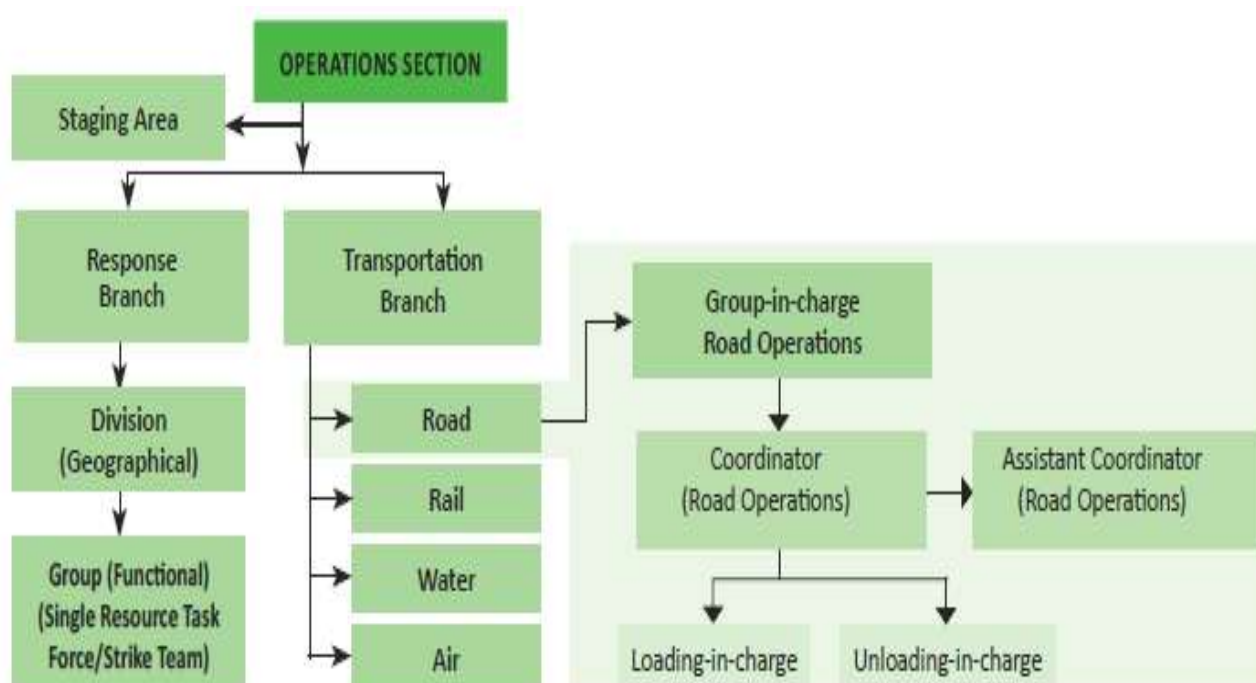 OPERATIONS SECTION
Staging Area
Response
Branch
Transportation
Branch
Group-in-charge
Road Operations
Division
(Geographical)
Road
Coordinator
(Road Operations)
Assistant Coordinator
(Road Operations)
Rail
Group (Functional)
(Single Resource Task
Force/Strike Team)
Water
Air
Loading-in-charge
Unloading-in-charge